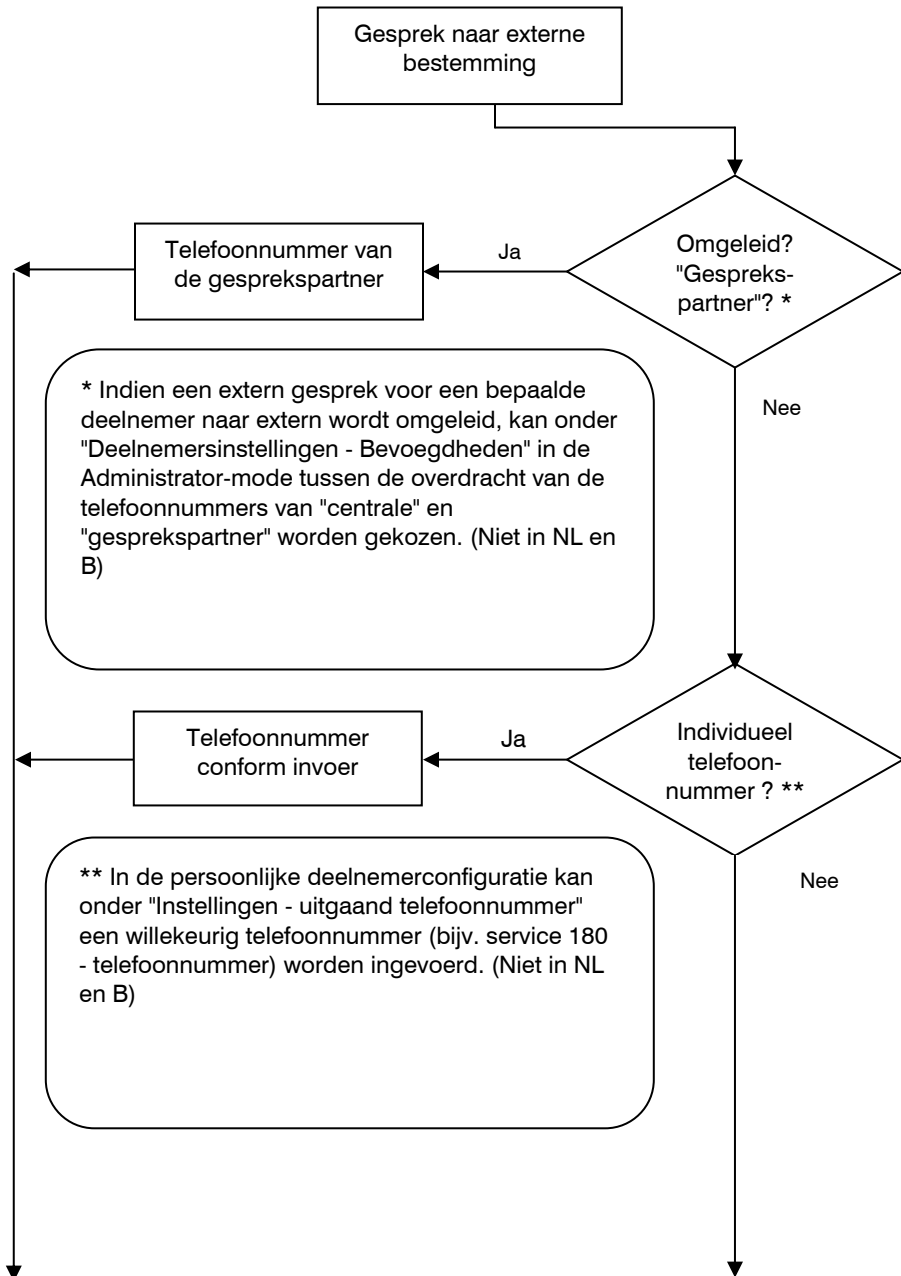 Gesprek naar externe
bestemming
Omgeleid?
"Gespreks-
partner"? *
Ja
Telefoonnummer van
de gesprekspartner
* Indien een extern gesprek voor een bepaalde
deelnemer naar extern wordt omgeleid, kan onder
"Deelnemersinstellingen - Bevoegdheden" in de
Administrator-mode tussen de overdracht van de
telefoonnummers van "centrale" en
"gesprekspartner" worden gekozen. (Niet in NL en
B)
Nee
Individueel
telefoon-
nummer ? **
Ja
Telefoonnummer
conform invoer
** In de persoonlijke deelnemerconfiguratie kan
onder "Instellingen - uitgaand telefoonnummer"
een willekeurig telefoonnummer (bijv. service 180
- telefoonnummer) worden ingevoerd. (Niet in NL
en B)
Nee